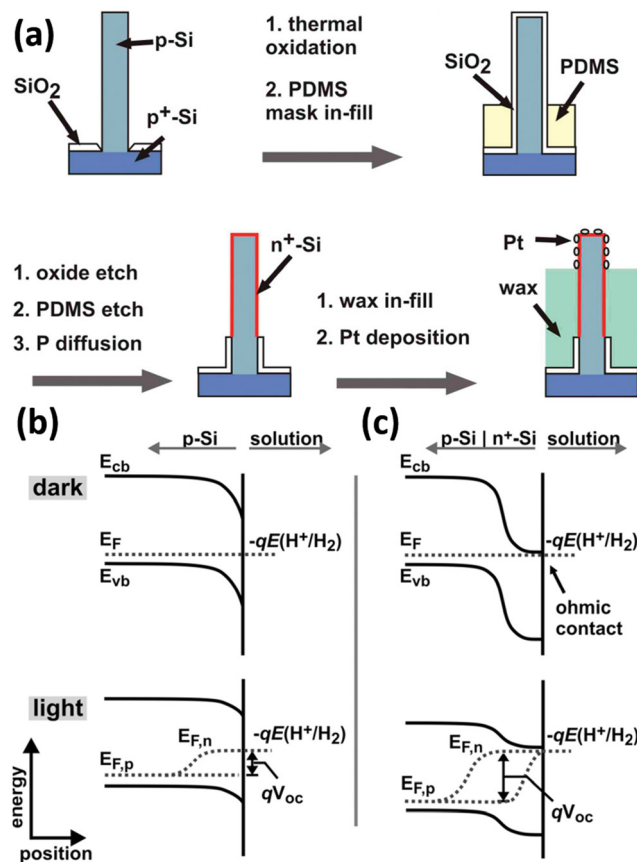 (a)
p-Si
SiO2
p+-Si
1. thermal
oxidation
2. PDMS
mask in-fill
SiO2
PDMS
1. oxide etch
2. PDMS etch
3. P diffusion
n+-Si
1. wax in-fill
2. Pt deposition
Pt
wax
(b)
p-Si
solution
dark
Ecb
EF
-qE(H+/H2)
Evb
light
EF,n
-qE(H+/H2)
EF,p
qVoc
energy
position
(c)
p-Si | n+-Si
solution
Ecb
EF
-qE(H+/H2)
Evb
ohmic
contact
EF,n
-qE(H+/H2)
EF,p
qVoc